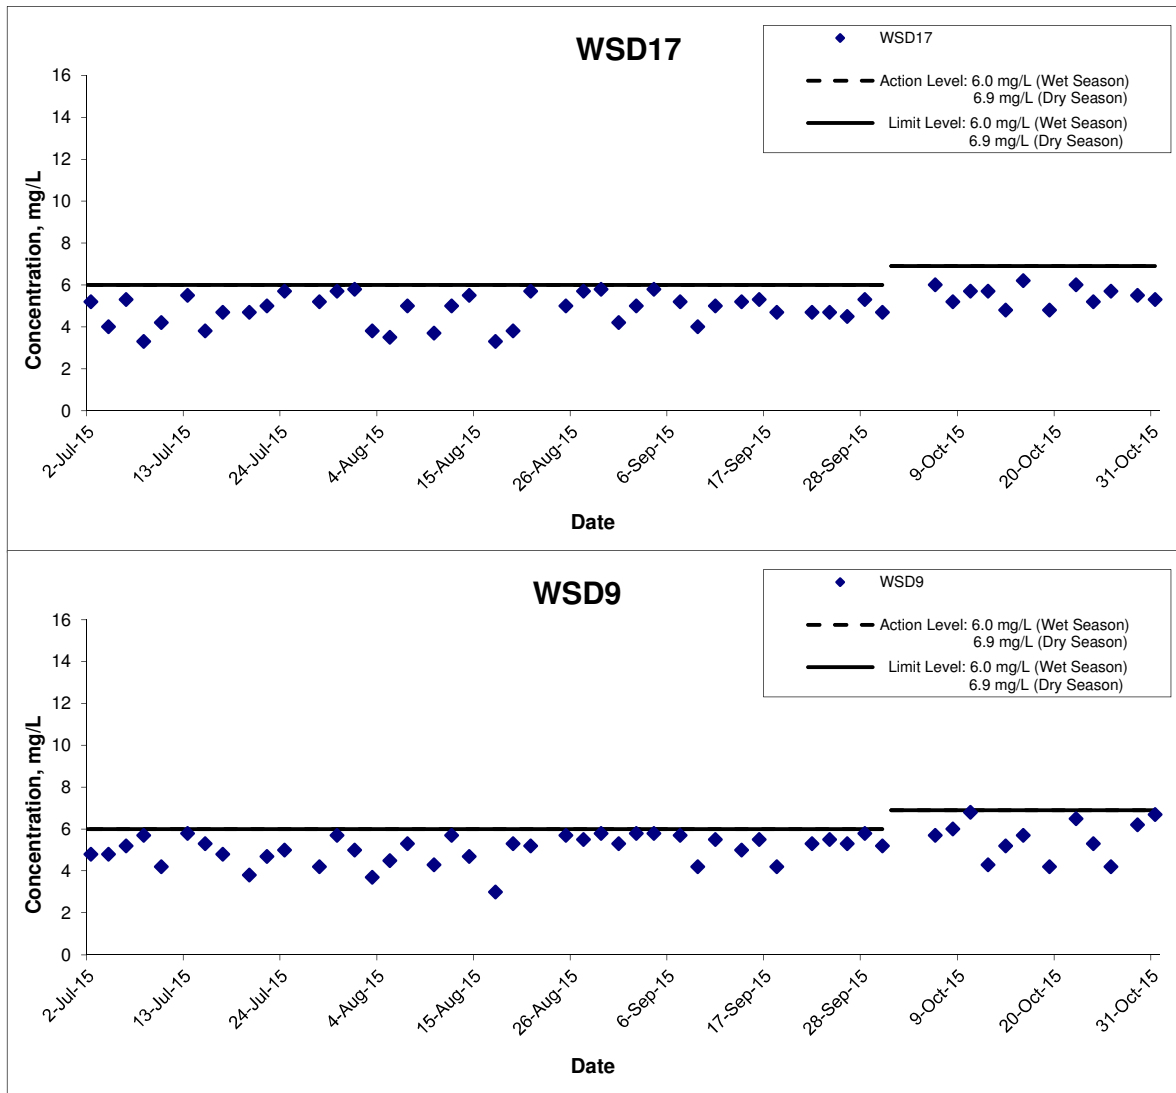 WSD17
WSD17
Action Level: 6.0 mg/L (Wet Season)
6.9 mg/L (Dry Season)
Limit Level: 6.0 mg/L (Wet Season)
6.9 mg/L (Dry Season)
Concentration, mg/L
16
14
12
10
8
6
4
2
0
2-Jul-15
13-Jul-15
24-Jul-15
4-Aug-15
15-Aug-15
26-Aug-15
6-Sep-15
17-Sep-15
28-Sep-15
9-Oct-15
20-Oct-15
31-Oct-15
Date
WSD9
WSD9
Action Level: 6.0 mg/L (Wet Season)
6.9 mg/L (Dry Season)
Limit Level: 6.0 mg/L (Wet Season)
6.9 mg/L (Dry Season)
Concentration, mg/L
16
14
12
10
8
6
4
2
0
2-Jul-15
13-Jul-15
24-Jul-15
4-Aug-15
15-Aug-15
26-Aug-15
6-Sep-15
17-Sep-15
28-Sep-15
9-Oct-15
20-Oct-15
31-Oct-15
Date